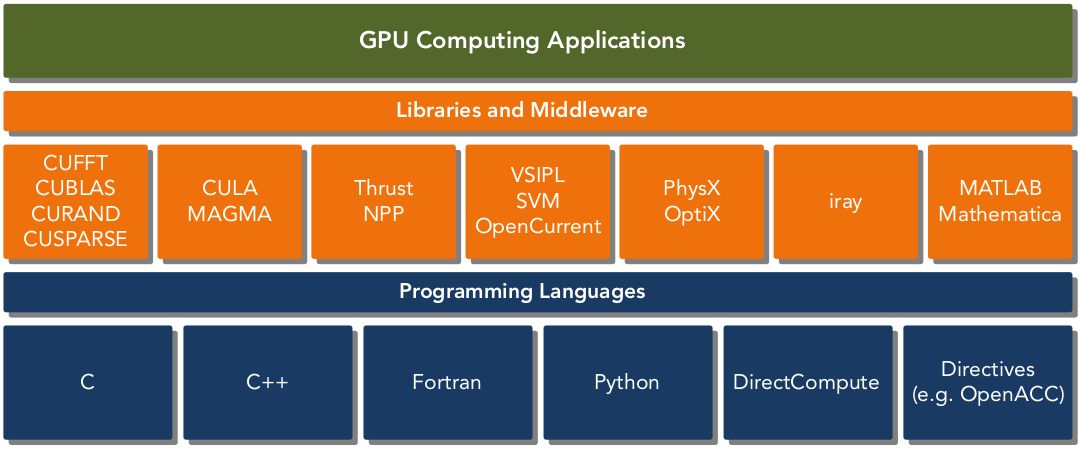 GPU Computing Applications
Libraries and Middleware
CUFFT
CUBLAS
CURAND
CUSPARSE
CULA
MAGMA
Thrust
NPP
VSIPL
SVM
OpenCurrent
PhysX
OptiX
iray
MATLAB
Mathematica
Programming Languages
C
C++
Fortran
Python
DirectCompute
Directives
(e.g. OpenACC)